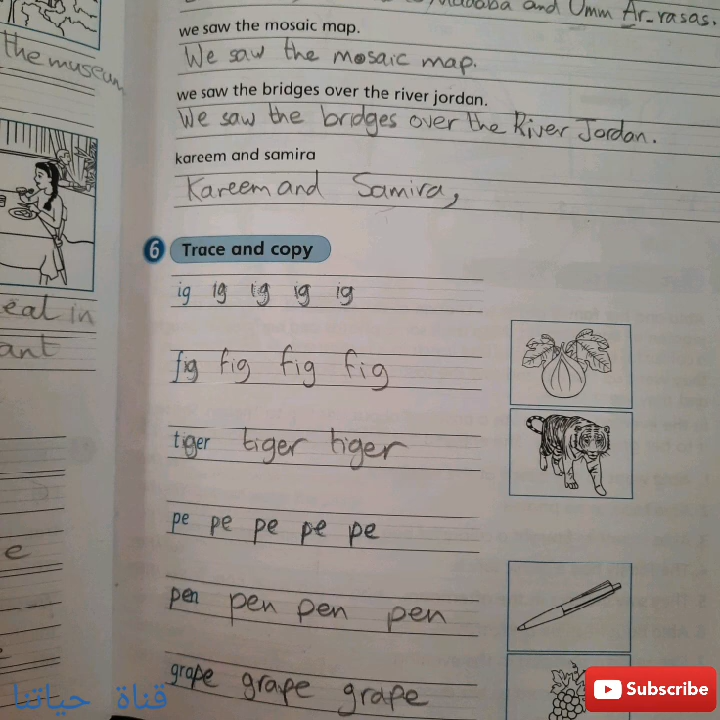 Madaba and Umm Ar-rasas.
we saw the mosaic map.
We saw the mosaic map.
we saw the bridges over the river jordan.
We saw the bridges over the River Jordan.
kareem and samira
Kareem and Samira,
the museum
eal in
ant
e
6 Trace and copy
ig ig ig ig ig
fig fig fig fig
tiger tiger tiger
pe pe pe pe pe
pen pen pen pen
grape grape grape
قناة حياتنا
Subscribe